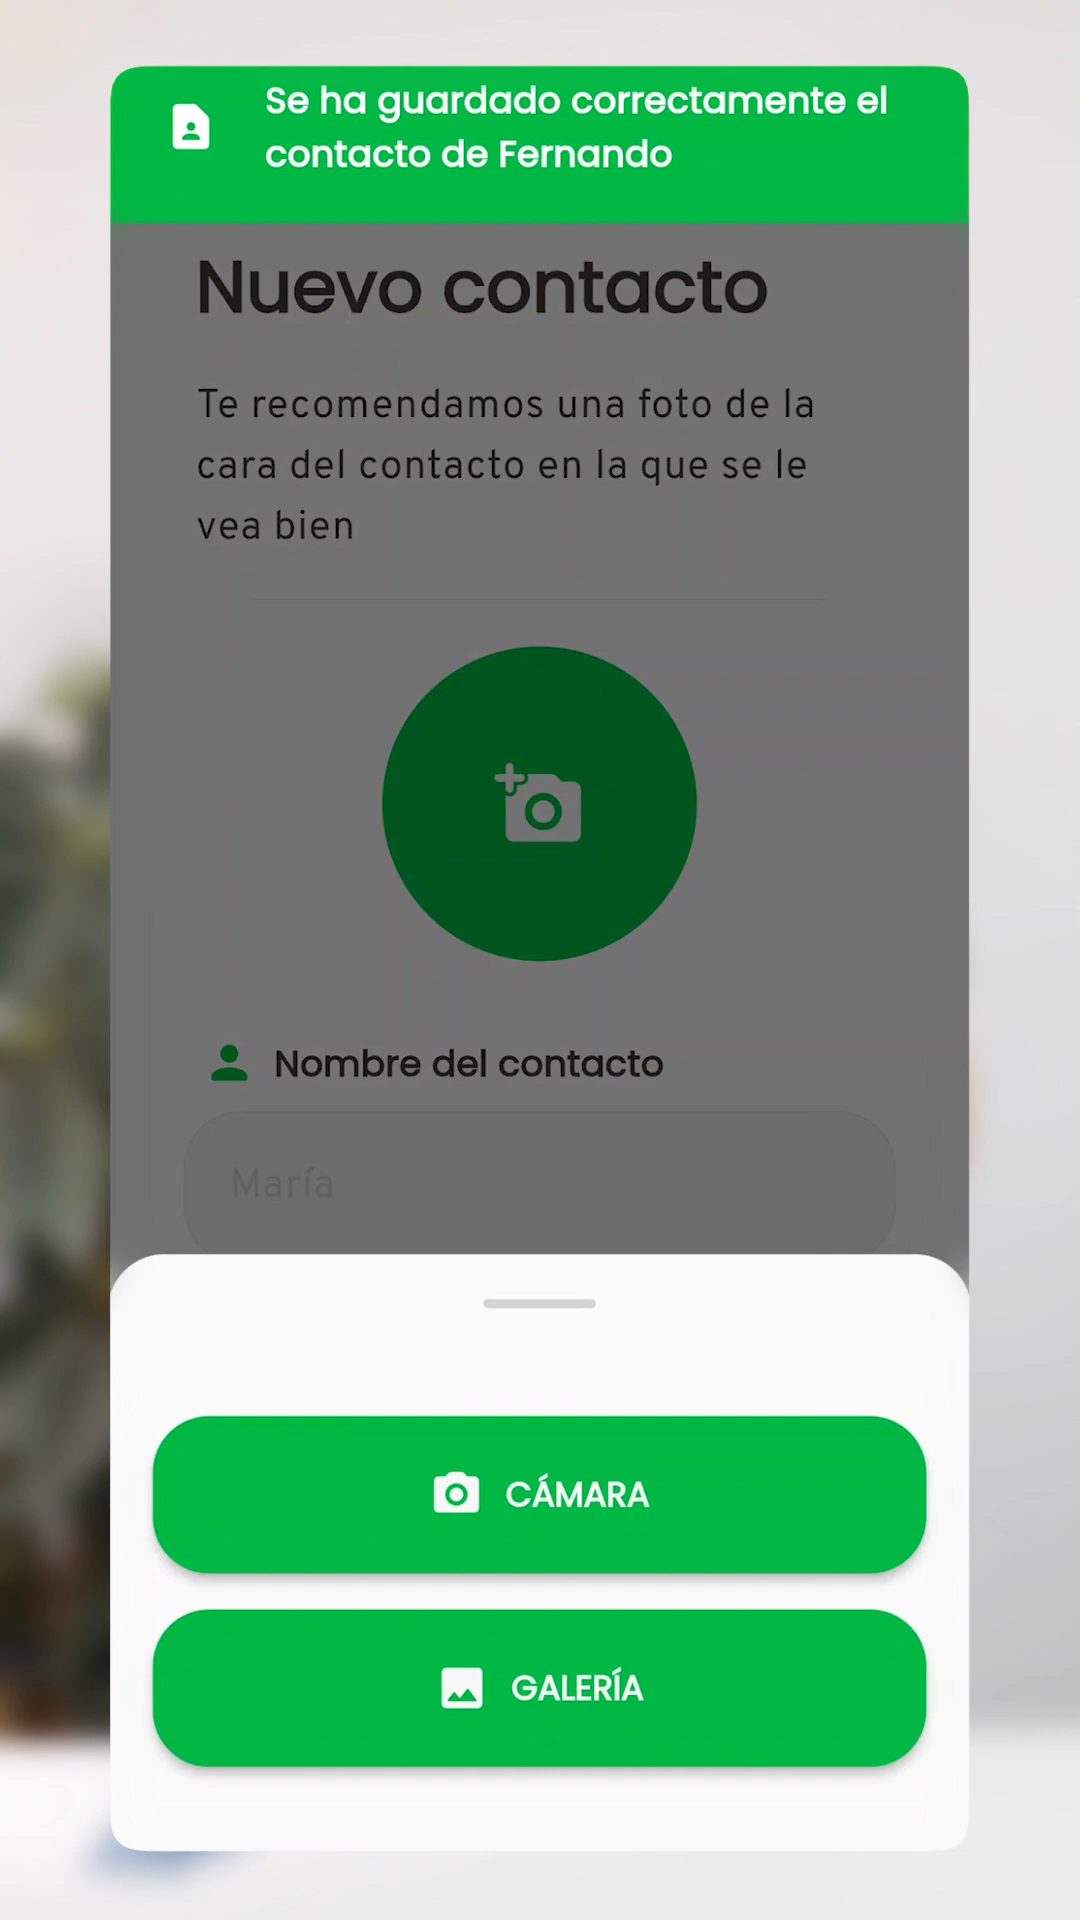 Se ha guardado correctamente el
contacto de Fernando
Nuevo contacto
Te recomendamos una foto de la
cara del contacto en la que se le
vea bien
Nombre del contacto
María
CÁMARA
GALERÍA